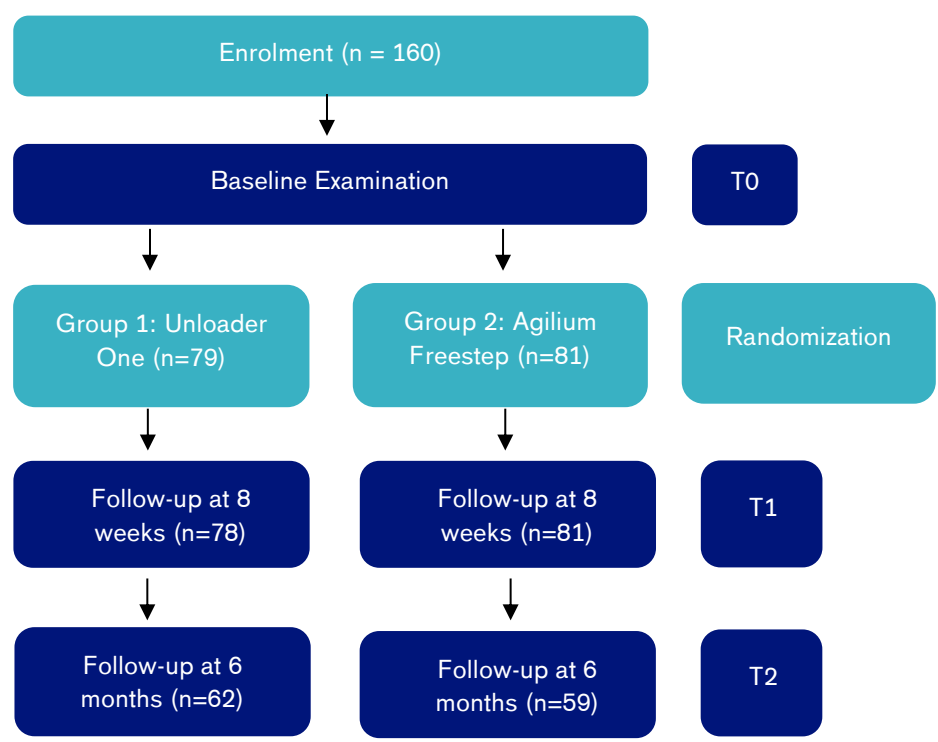 Enrolment (n = 160)
Baseline Examination
T0
Group 1: Unloader
One (n=79)
Group 2: Agilium
Freestep (n=81)
Randomization
Follow-up at 8
weeks (n=78)
Follow-up at 8
weeks (n=81)
T1
Follow-up at 6
months (n=62)
Follow-up at 6
months (n=59)
T2